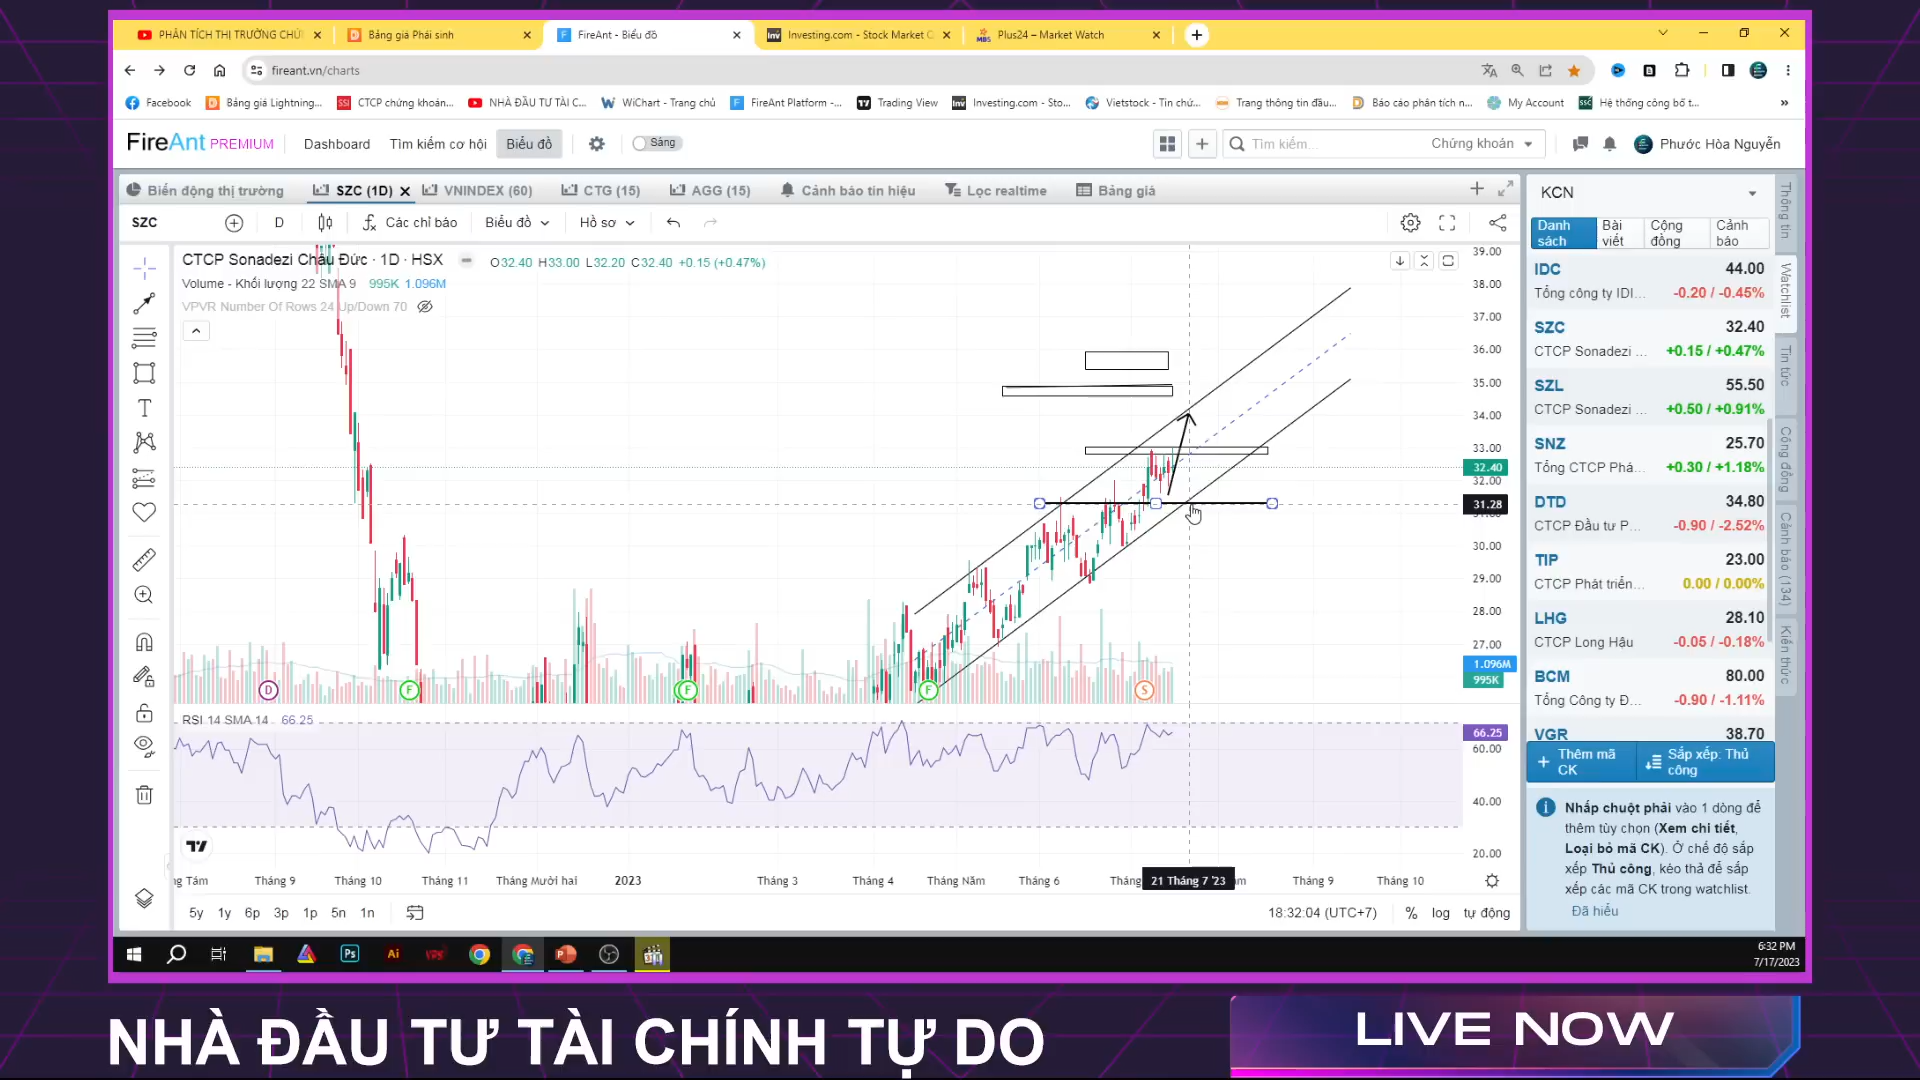 PHÂN TÍCH THỊ TRƯỜNG CHỨ
Bảng giá Phái sinh
FireAnt - Biểu đồ
Investing.com - Stock Market Q
Plus24 – Market Watch
fireant.vn/charts
Facebook
Bảng giá Lightning...
CTCP chứng khoán...
NHÀ ĐẦU TƯ TÀI C...
WiChart - Trang chủ
FireAnt Platform -...
Trading View
Investing.com - Sto...
Vietstock - Tin chứ...
Trang thông tin đầu...
Báo cáo phân tích n...
My Account
Hệ thống công bố t...
FireAnt PREMIUM
Dashboard
Tìm kiếm cơ hội
Biểu đồ
Sáng
Tìm kiếm...
Chứng khoán
Phước Hòa Nguyễn
Biến động thị trường
SZC (1D)
VNINDEX (60)
CTG (15)
AGG (15)
Cảnh báo tín hiệu
Lọc realtime
Bảng giá
SZC
D
Các chỉ báo
Biểu đồ
Hồ sơ
CTCP Sonadezi Châu Đức · 1D · HSX
O32.40 H33.00 L32.20 C32.40 +0.15 (+0.47%)
Volume - Khối lượng 22 SMA 9 995K 1.096M
VPVR Number Of Rows 24 Up/Down 70
39.00
38.00
37.00
36.00
35.00
34.00
33.00
32.40
32.00
31.28
30.00
29.00
28.00
27.00
1.096M
995K
D
F
F
F
S
RSI 14 SMA 14 66.25
66.25
60.00
40.00
20.00
ng Tám
Tháng 9
Tháng 10
Tháng 11
Tháng Mười hai
2023
Tháng 3
Tháng 4
Tháng Năm
Tháng 6
21 Tháng 7 '23
Tháng 9
Tháng 10
5y 1y 6p 3p 1p 5n 1n
18:32:04 (UTC+7)
% log tự động
KCN
Danh sách
Bài viết
Cộng đồng
Cảnh báo
IDC 44.00
Tổng công ty IDI... -0.20 / -0.45%
SZC 32.40
CTCP Sonadezi ... +0.15 / +0.47%
SZL 55.50
CTCP Sonadezi ... +0.50 / +0.91%
SNZ 25.70
Tổng CTCP Phá... +0.30 / +1.18%
DTD 34.80
CTCP Đầu tư P... -0.90 / -2.52%
TIP 23.00
CTCP Phát triển... 0.00 / 0.00%
LHG 28.10
CTCP Long Hậu -0.05 / -0.18%
BCM 80.00
Tổng Công ty Đ... -0.90 / -1.11%
VGR 38.70
Thêm mã CK
Sắp xếp: Thủ công
Nhấp chuột phải vào 1 dòng để
thêm tùy chọn (Xem chi tiết,
Loại bỏ mã CK). Ở chế độ sắp
xếp Thủ công, kéo thả để sắp
xếp các mã CK trong watchlist.
Đã hiểu
Thông tin
Watchlist
Tin tức
Cộng đồng
Cảnh báo (134)
Kiến thức
6:32 PM
7/17/2023
NHÀ ĐẦU TƯ TÀI CHÍNH TỰ DO
LIVE NOW